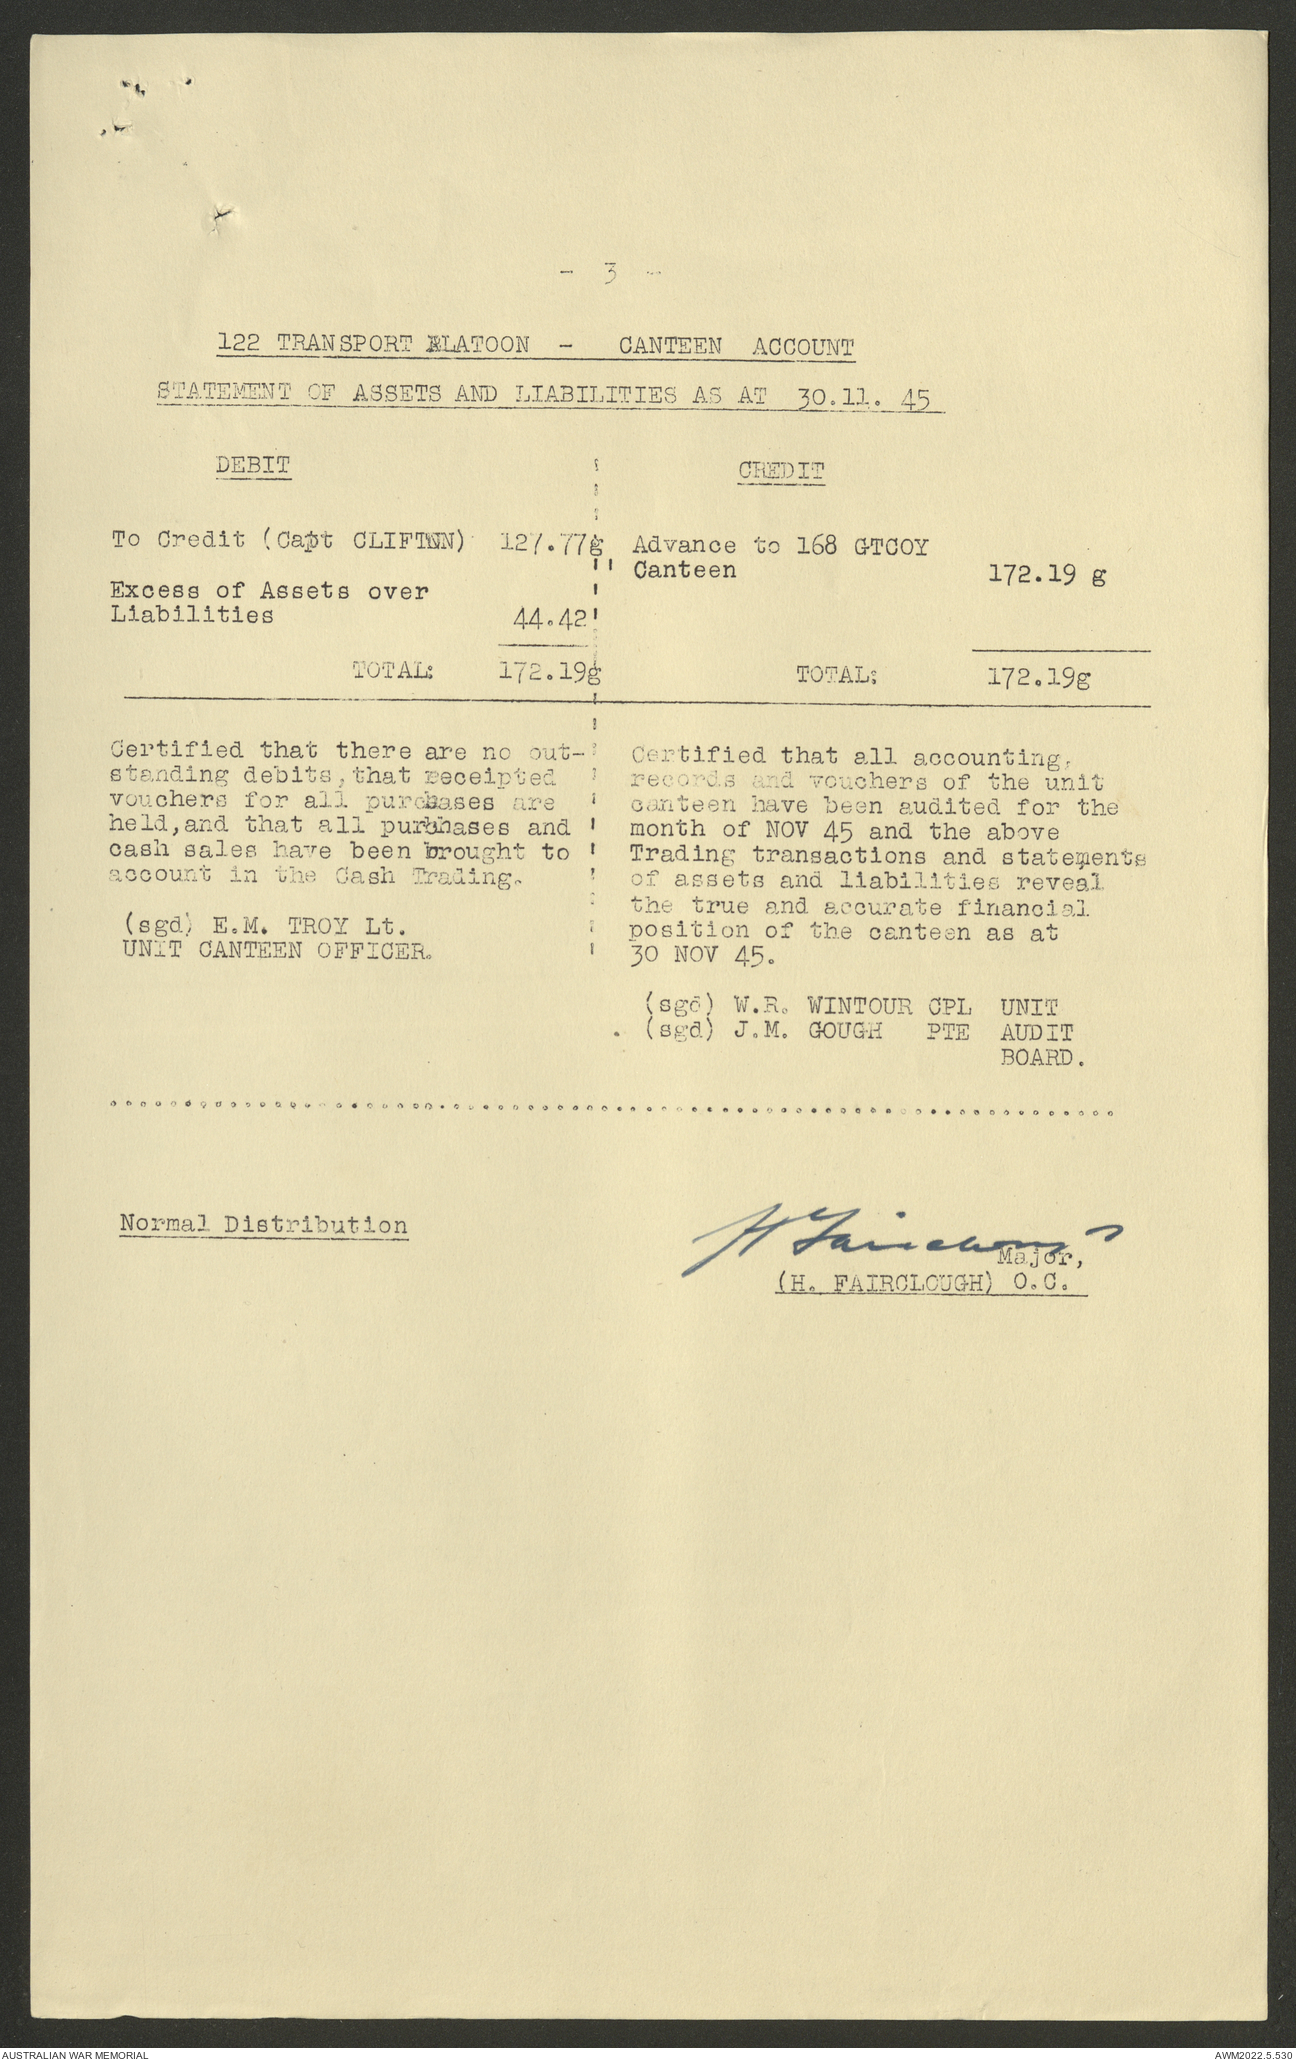 - 3 -
122 TRANSPORT PLATOON - CANTEEN ACCOUNT
STATEMENT OF ASSETS AND LIABILITIES AS AT 30.11. 45
DEBIT
To Credit (Capt CLIFTON) 127.77g
Excess of Assets over
Liabilities 44.42
TOTAL: 172.19g
CREDIT
Advance to 168 GTCOY
Canteen 172.19 g
TOTAL: 172.19g
Certified that there are no out-
standing debits,that receipted
vouchers for all purchases are
held,and that all purchases and
cash sales have been brought to
account in the Cash Trading.
(sgd) E.M. TROY Lt.
UNIT CANTEEN OFFICER.
Certified that all accounting,
records and vouchers of the unit
canteen have been audited for the
month of NOV 45 and the above
Trading transactions and statements
of assets and liabilities reveal
the true and accurate financial
position of the canteen as at
30 NOV 45.
(sgd) W.R. WINTOUR CPL UNIT
(sgd) J.M. GOUGH PTE AUDIT
BOARD.
Normal Distribution
H Fairclough
Major,
(H. FAIRCLOUGH) O.C.
AUSTRALIAN WAR MEMORIAL
AWM2022.5.530